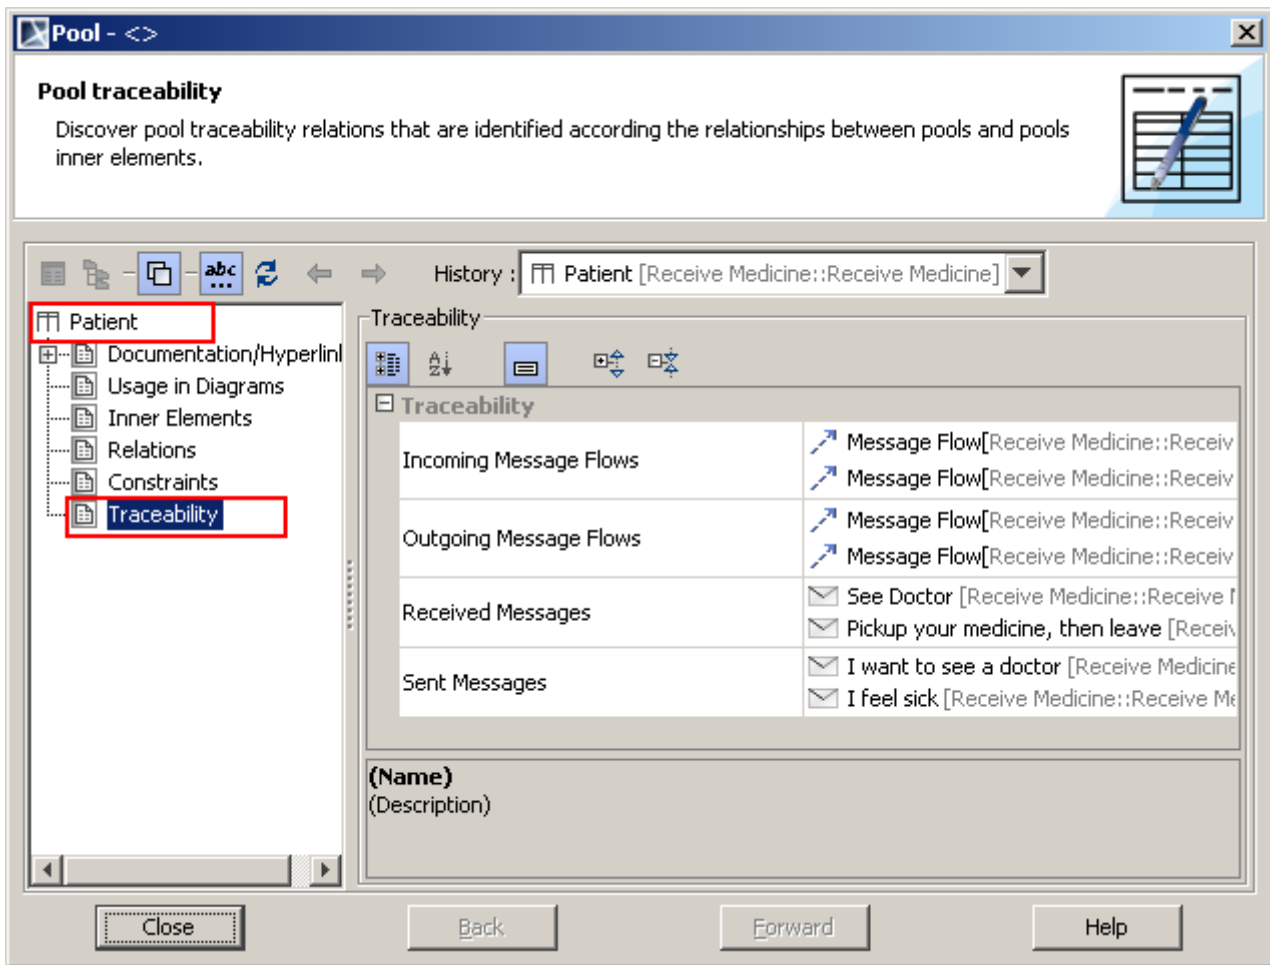 Pool - <>
Pool traceability
Discover pool traceability relations that are identified according the relationships between pools and pools
inner elements.
abc
History : Patient [Receive Medicine::Receive Medicine]
Patient
Documentation/Hyperlinl
Usage in Diagrams
Inner Elements
Relations
Constraints
Traceability
Traceability
A
Z
Traceability
Incoming Message Flows
Message Flow[Receive Medicine::Receiv
Message Flow[Receive Medicine::Receiv
Outgoing Message Flows
Message Flow[Receive Medicine::Receiv
Message Flow[Receive Medicine::Receiv
Received Messages
See Doctor [Receive Medicine::Receive
Pickup your medicine, then leave [Receiv
Sent Messages
I want to see a doctor [Receive Medicine
I feel sick [Receive Medicine::Receive Me
(Name)
(Description)
Close
Back
Forward
Help